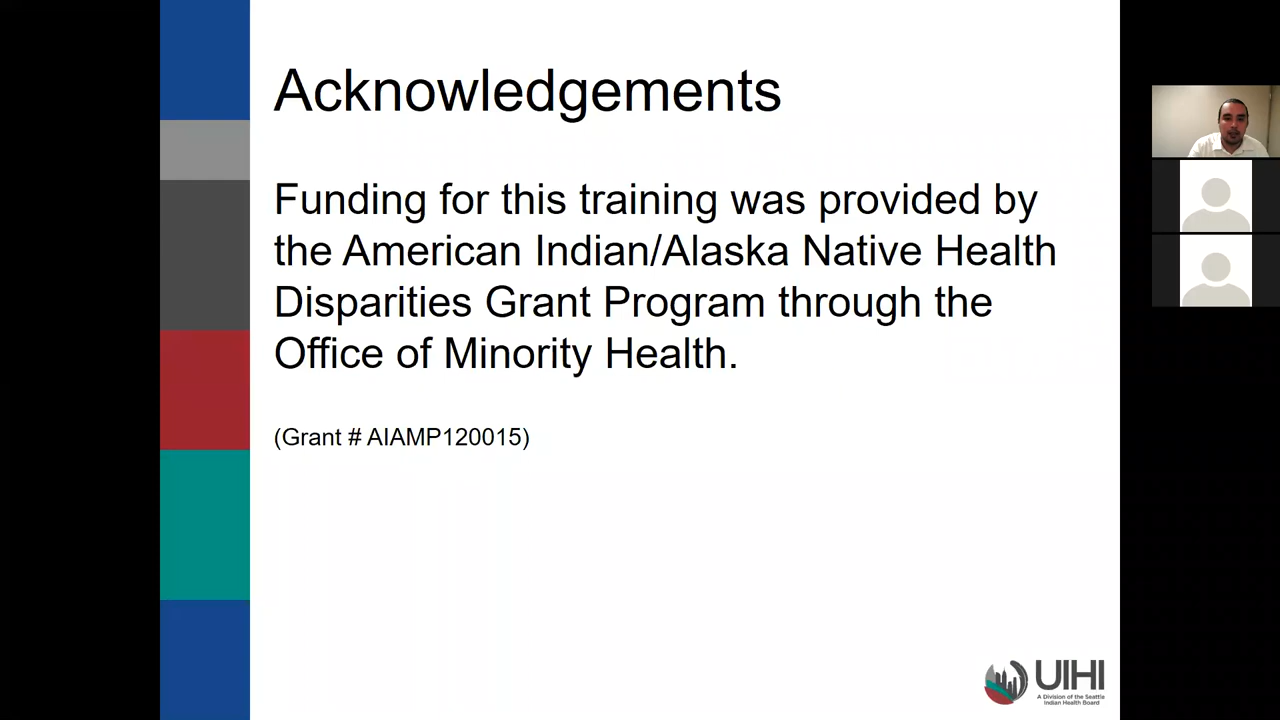 Acknowledgements
Funding for this training was provided by
the American Indian/Alaska Native Health
Disparities Grant Program through the
Office of Minority Health.
(Grant # AIAMP120015)
UIHI
A Division of the Seattle
Indian Health Board